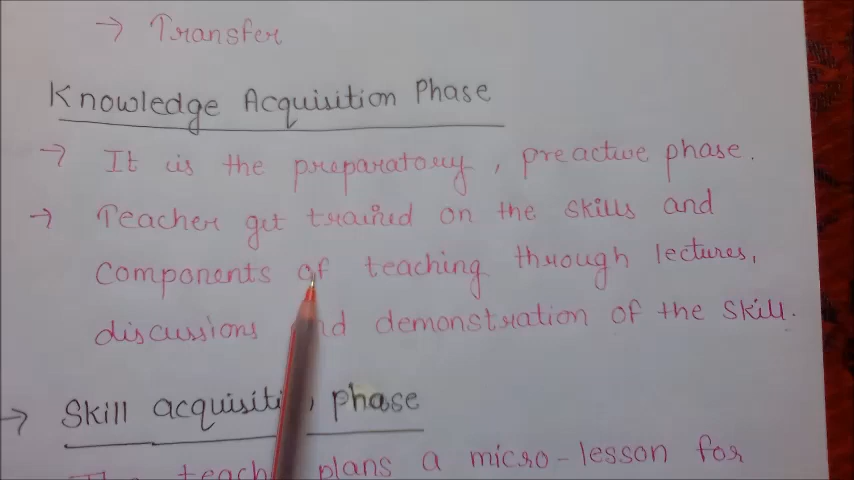 → Transfer
Knowledge Acquisition Phase
→ It is the preparatory, preactive phase.
→ Teacher get trained on the skills and
components of teaching through lectures,
discussions and demonstration of the skill.
→ Skill acquisition phase
plans a micro-lesson for